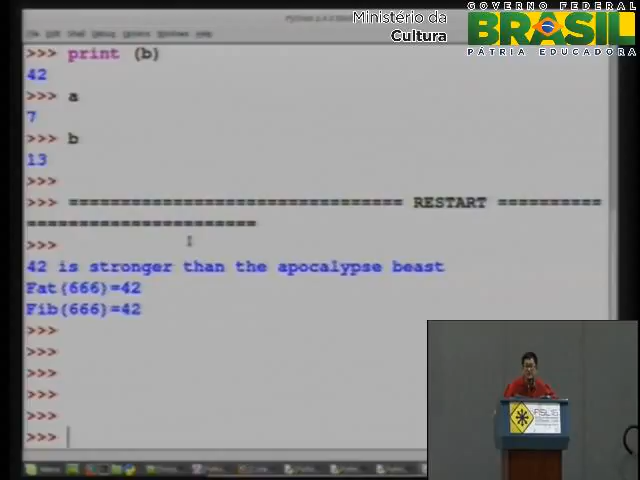 GOVERNO FEDERAL
Ministério da
Cultura
BRASIL
PÁTRIA EDUCADORA
>>> print (b)
42
>>> a
7
>>> b
13
>>>
>>> ================================ RESTART ==========
======================
>>>
42 is stronger than the apocalypse beast
Fat(666)=42
Fib(666)=42
>>>
>>>
>>>
>>>
>>>
>>>
FISL16